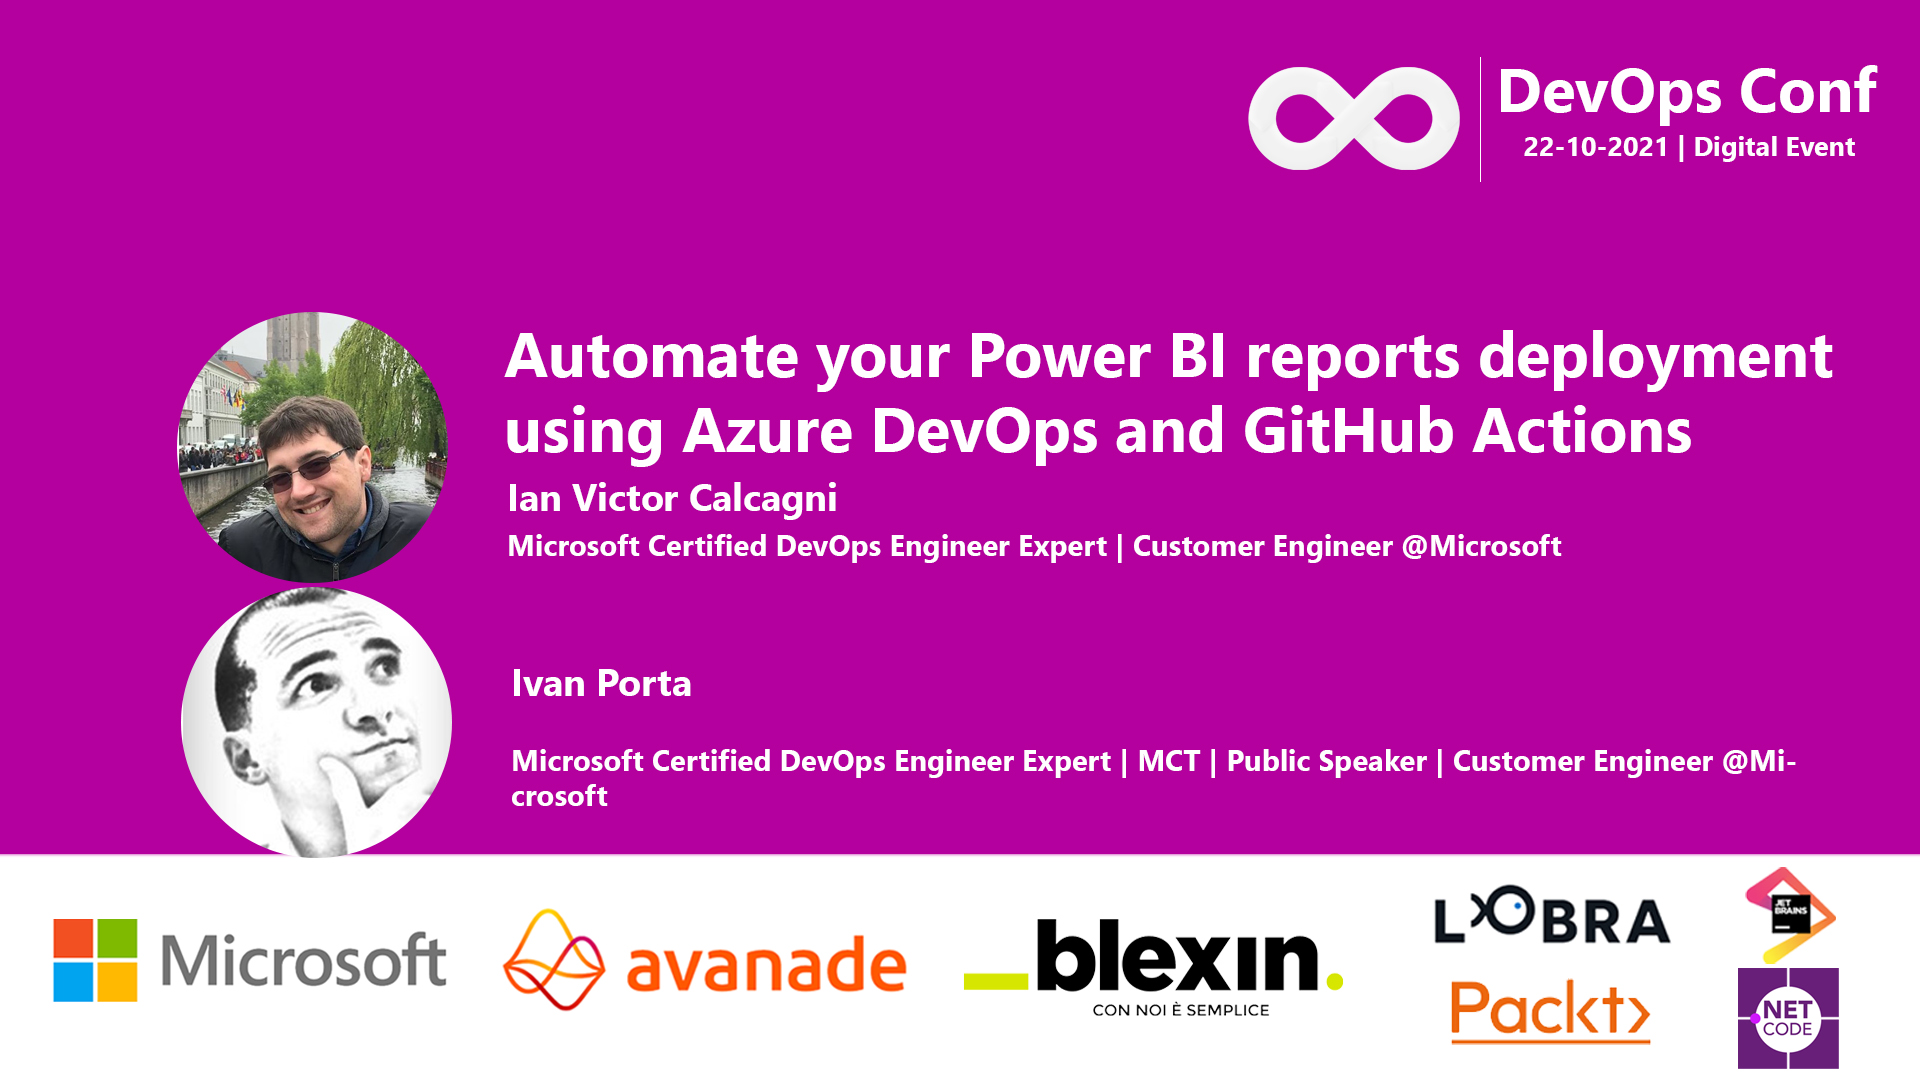 DevOps Conf
22-10-2021 | Digital Event
Automate your Power BI reports deployment
using Azure DevOps and GitHub Actions
Ian Victor Calcagni
Microsoft Certified DevOps Engineer Expert | Customer Engineer @Microsoft
Ivan Porta
Microsoft Certified DevOps Engineer Expert | MCT | Public Speaker | Customer Engineer @Mi-
crosoft
Microsoft
avanade
blexin.
CON NOI È SEMPLICE
LOBRA
Packt>
JET
BRAINS
NET
CODE